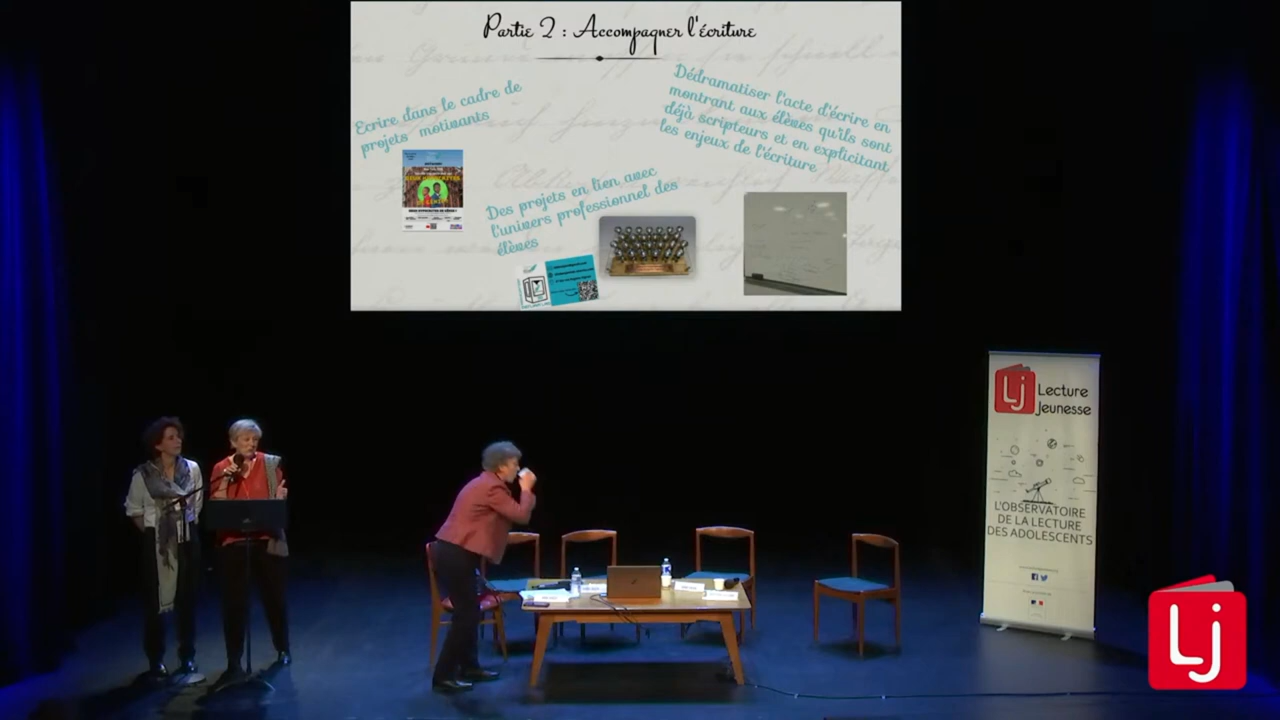 Partie 2 : Accompagner l'écriture
Ecrire dans le cadre de
projets motivants
Dédramatiser l'acte d'écrire en
montrant aux élèves qu'ils sont
déjà scripteurs et en explicitant
les enjeux de l'écriture
Des projets en lien avec
l'univers professionnel des
élèves
Lj
Lecture
Jeunesse
L'OBSERVATOIRE
DE LA LECTURE
DES ADOLESCENTS
Lj